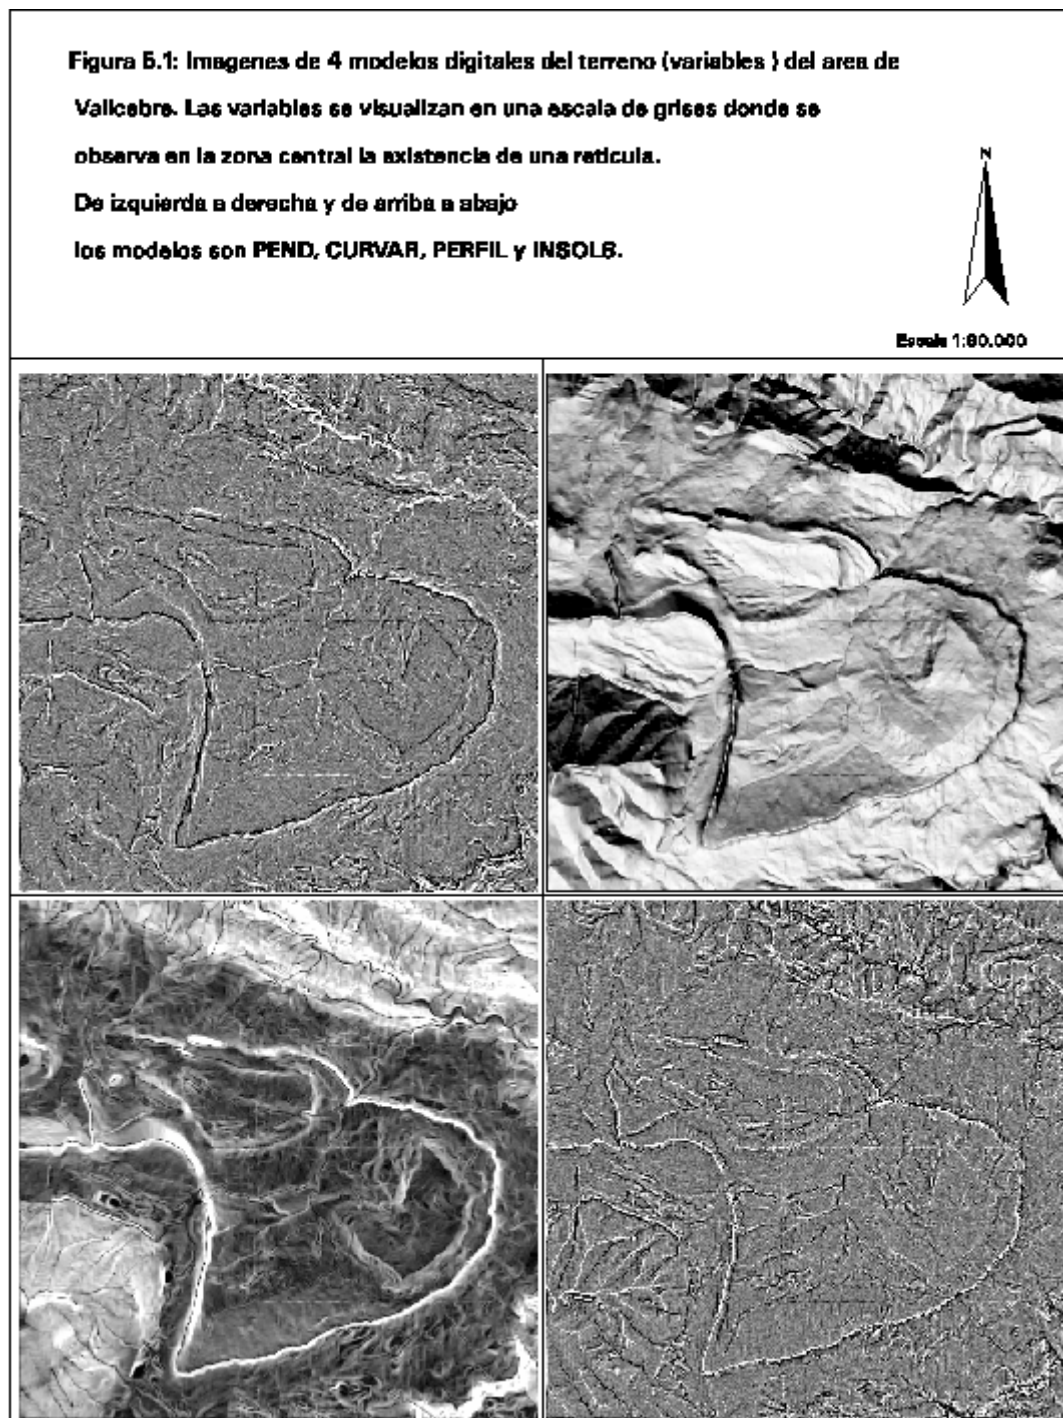 Figura 5.1: Imagenes de 4 modelos digitales del terreno (variables ) del area de
Vallcebre. Las variables se visualizan en una escala de grises donde se
observa en la zona central la existencia de una reticula.
De izquierda a derecha y de arriba a abajo
los modelos son PEND, CURVAR, PERFIL y INSOLS.
N
Escala 1:80.000